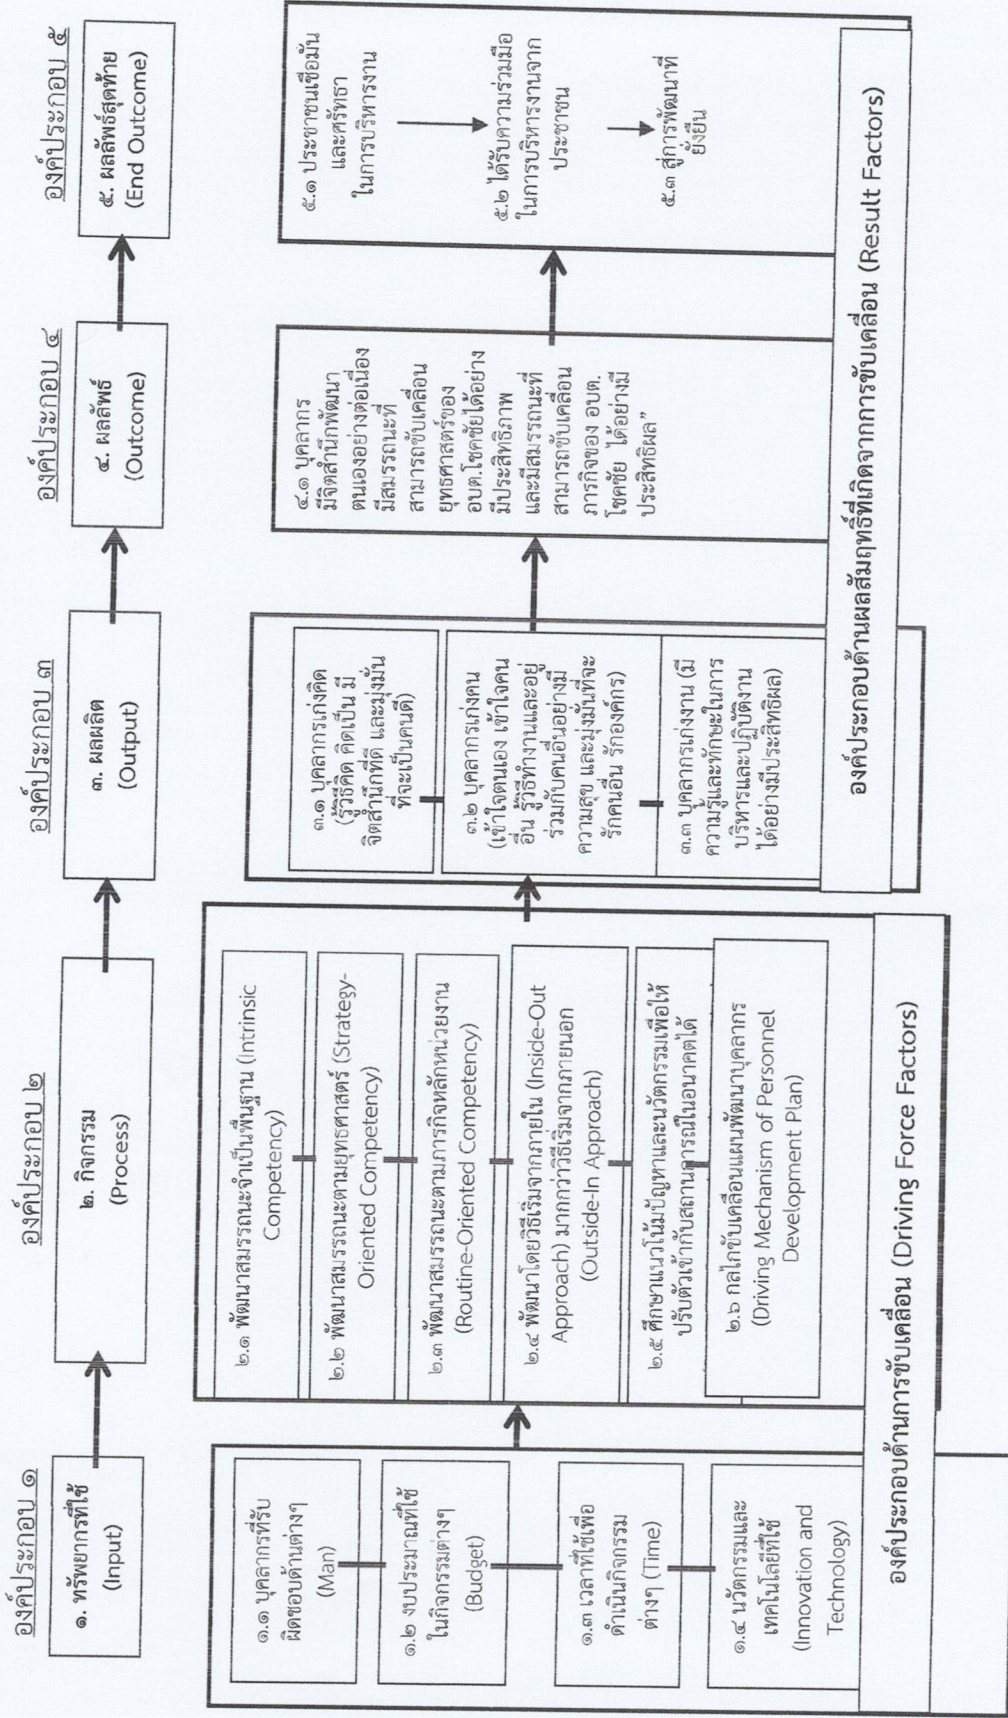 องค์ประกอบ ๑
๑. ทรัพยากรที่ใช้
(Input)
๑.๑ บุคลากรที่รับ
ผิดชอบด้านต่างๆ
(Man)
๑.๒ งบประมาณที่ใช้
ในกิจกรรมต่างๆ
(Budget)
๑.๓ เวลาที่ใช้เพื่อ
ดำเนินกิจกรรม
ต่างๆ (Time)
๑.๔ นวัตกรรมและ
เทคโนโลยีที่ใช้
(Innovation and
Technology)
องค์ประกอบ ๒
๒. กิจกรรม
(Process)
๒.๑ พัฒนาสมรรถนะจำเป็นพื้นฐาน (Intrinsic
Competency)
๒.๒ พัฒนาสมรรถนะตามยุทธศาสตร์ (Strategy-
Oriented Competency)
๒.๓ พัฒนาสมรรถนะตามภารกิจหลักหน่วยงาน
(Routine-Oriented Competency)
๒.๔ พัฒนาโดยวิธีเริ่มจากภายใน (Inside-Out
Approach) มากกว่าวิธีเริ่มจากภายนอก
(Outside-In Approach)
๒.๕ ศึกษาแนวโน้มปัญหาและนวัตกรรมเพื่อให้
ปรับตัวเข้ากับสถานการณ์ในอนาคตได้
๒.๖ กลไกขับเคลื่อนแผนพัฒนาบุคลากร
(Driving Mechanism of Personnel
Development Plan)
องค์ประกอบด้านการขับเคลื่อน (Driving Force Factors)
องค์ประกอบ ๓
๓. ผลผลิต
(Output)
๓.๑ บุคลากรเก่งคิด
(รู้วิธีคิด คิดเป็น มี
จิตสำนึกที่ดี และมุ่งมั่น
ที่จะเป็นคนดี)
๓.๒ บุคลากรเก่งคน
(เข้าใจตนเอง เข้าใจคน
อื่น รู้วิธีทำงานและอยู่
ร่วมกับคนอื่นอย่างมี
ความสุข และมุ่งมั่นที่จะ
รักคนอื่น รักองค์กร)
๓.๓ บุคลากรเก่งงาน (มี
ความรู้และทักษะในการ
บริหารและปฏิบัติงาน
ได้อย่างมีประสิทธิผล)
องค์ประกอบ ๔
๔. ผลลัพธ์
(Outcome)
๔.๑ บุคลากร
มีจิตสำนึกพัฒนา
ตนเองอย่างต่อเนื่อง
มีสมรรถนะที่
สามารถขับเคลื่อน
ยุทธศาสตร์ของ
อบต.โชคชัยได้อย่าง
มีประสิทธิภาพ
และมีสมรรถนะที่
สามารถขับเคลื่อน
ภารกิจของ อบต.
โชคชัย ได้อย่างมี
ประสิทธิผล”
องค์ประกอบ ๕
๕. ผลลัพธ์สุดท้าย
(End Outcome)
๕.๑ ประชาชนเชื่อมั่น
และศรัทธา
ในการบริหารงาน
๕.๒ ได้รับความร่วมมือ
ในการบริหารงานจาก
ประชาชน
๕.๓ สู่การพัฒนาที่
ยั่งยืน
องค์ประกอบด้านผลสัมฤทธิ์ที่เกิดจากการขับเคลื่อน (Result Factors)